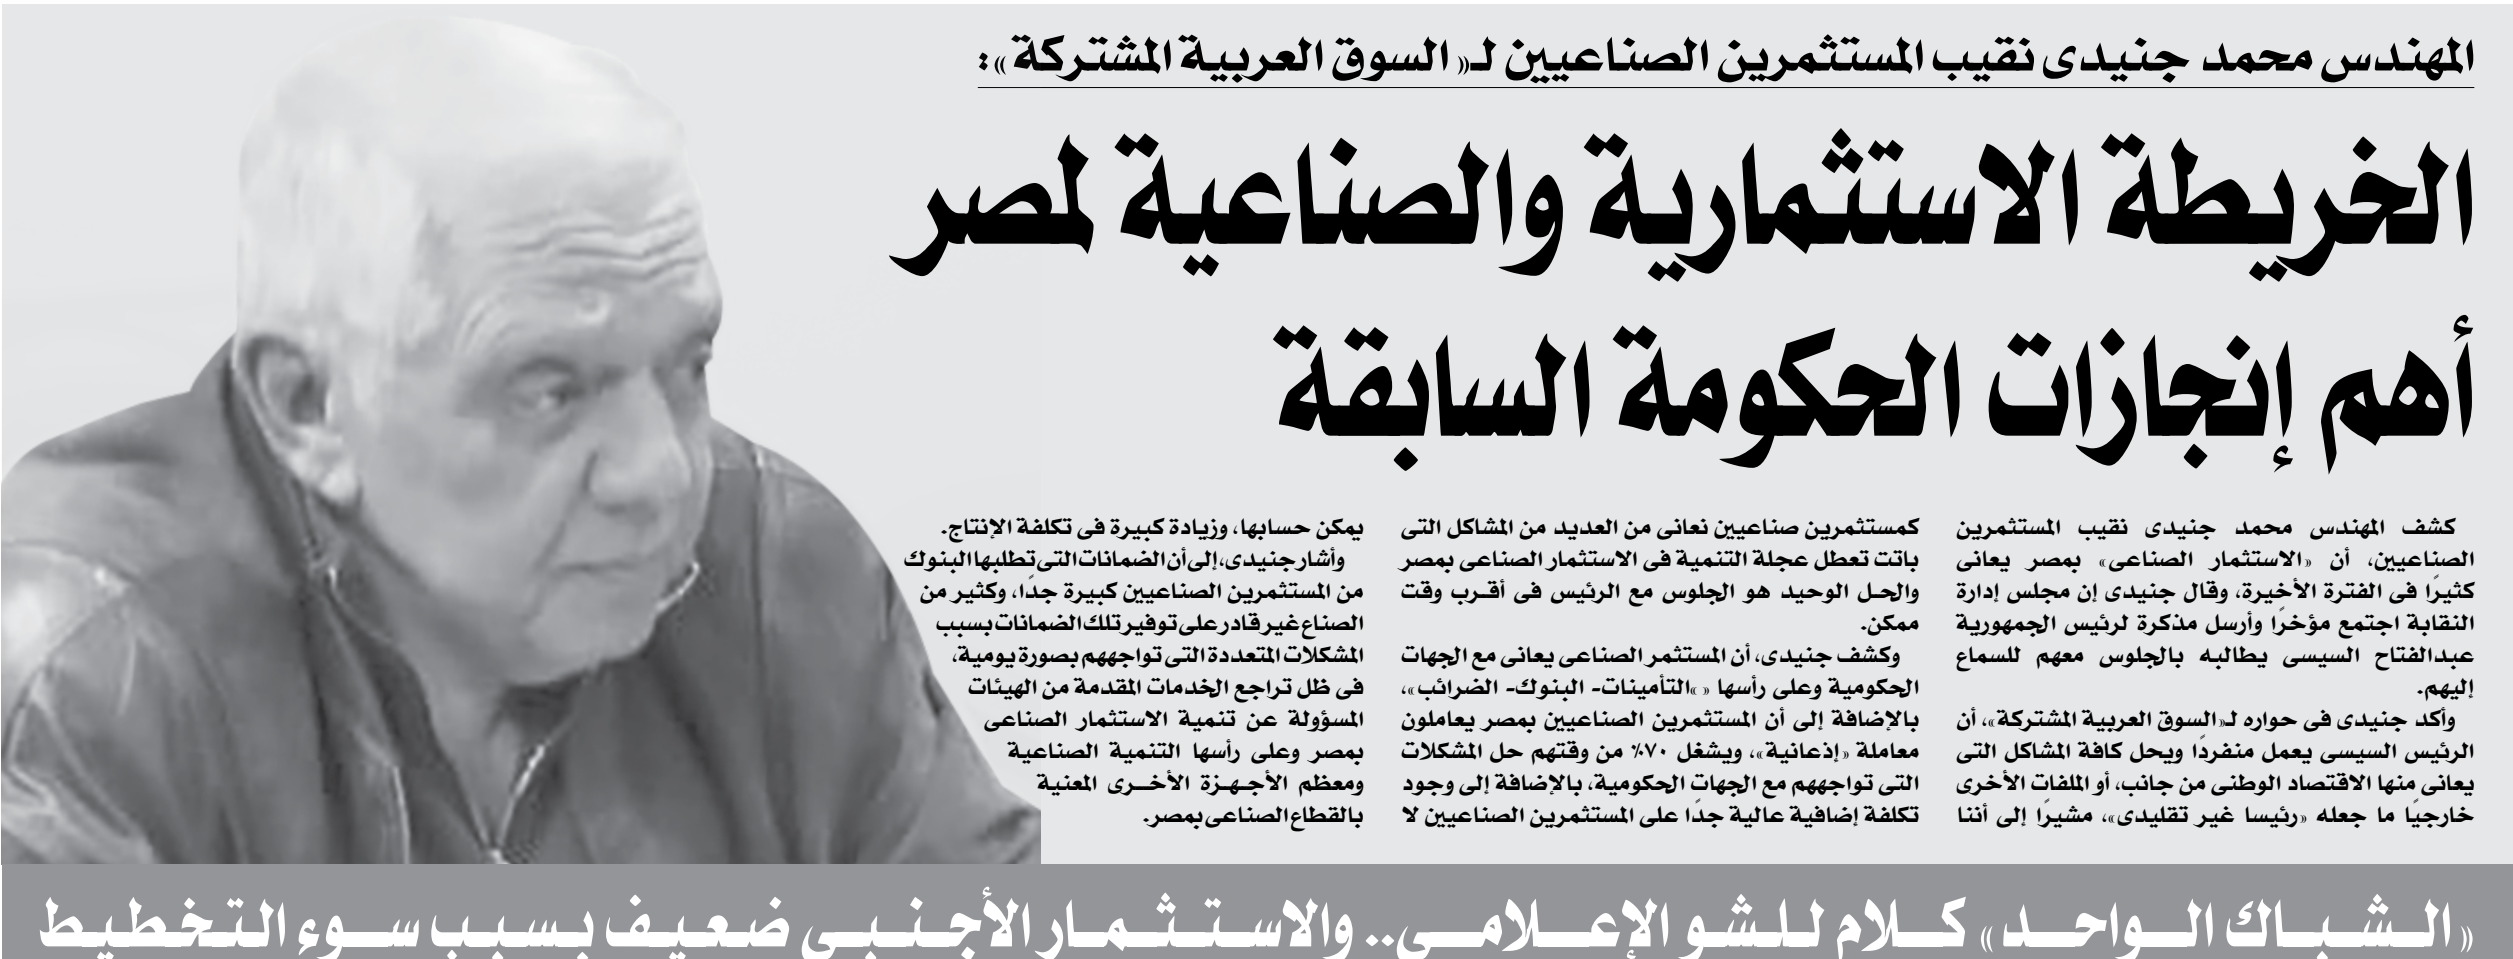 المهندس محمد جنيدى نقيب المستثمرين الصناعيين لـ« السوق العربية المشتركة »:
الخريطة الاستثمارية والصناعية لمصر
أهم إنجازات الحكومة السابقة
كشف المهندس محمد جنيدى نقيب المستثمرين
الصناعيين، أن «الاستثمار الصناعى» بمصر يعانى
كثيرًا فى الفترة الأخيرة، وقال جنيدى إن مجلس إدارة
النقابة اجتمع مؤخرًا وأرسل مذكرة لرئيس الجمهورية
عبدالفتاح السيسى يطالبه بالجلوس معهم للسماع
إليهم.
وأكد جنيدى فى حواره لـ«السوق العربية المشتركة»، أن
الرئيس السيسى يعمل منفردًا ويحل كافة المشاكل التى
يعانى منها الاقتصاد الوطنى من جانب، أو الملفات الأخرى
خارجيًا ما جعله «رئيسا غير تقليدى»، مشيرًا إلى أننا
كمستثمرين صناعيين نعانى من العديد من المشاكل التى
باتت تعطل عجلة التنمية فى الاستثمار الصناعى بمصر
والحل الوحيد هو الجلوس مع الرئيس فى أقرب وقت
ممكن.
وكشف جنيدى، أن المستثمر الصناعى يعانى مع الجهات
الحكومية وعلى رأسها « »التأمينات- البنوك- الضرائب»،
بالإضافة إلى أن المستثمرين الصناعيين بمصر يعاملون
معاملة «إذعانية»، ويشغل ٧٠٪ من وقتهم حل المشكلات
التى تواجههم مع الجهات الحكومية، بالإضافة إلى وجود
تكلفة إضافية عالية جدًا على المستثمرين الصناعيين لا
يمكن حسابها، وزيادة كبيرة فى تكلفة الإنتاج.
وأشار جنيدى، إلى أن الضمانات التى تطلبها البنوك
من المستثمرين الصناعيين كبيرة جدًا، وكثير من
الصناع غير قادر على توفير تلك الضمانات بسبب
المشكلات المتعددة التى تواجههم بصورة يومية،
فى ظل تراجع الخدمات المقدمة من الهيئات
المسؤولة عن تنمية الاستثمار الصناعى
بمصر وعلى رأسها التنمية الصناعية
ومعظم الأجهزة الأخرى المعنية
بالقطاع الصناعى بمصر.
«الشباك الواحد» كلام للشو الإعلامى.. والاستثمار الأجنبى ضعيف بسبب سوء التخطيط